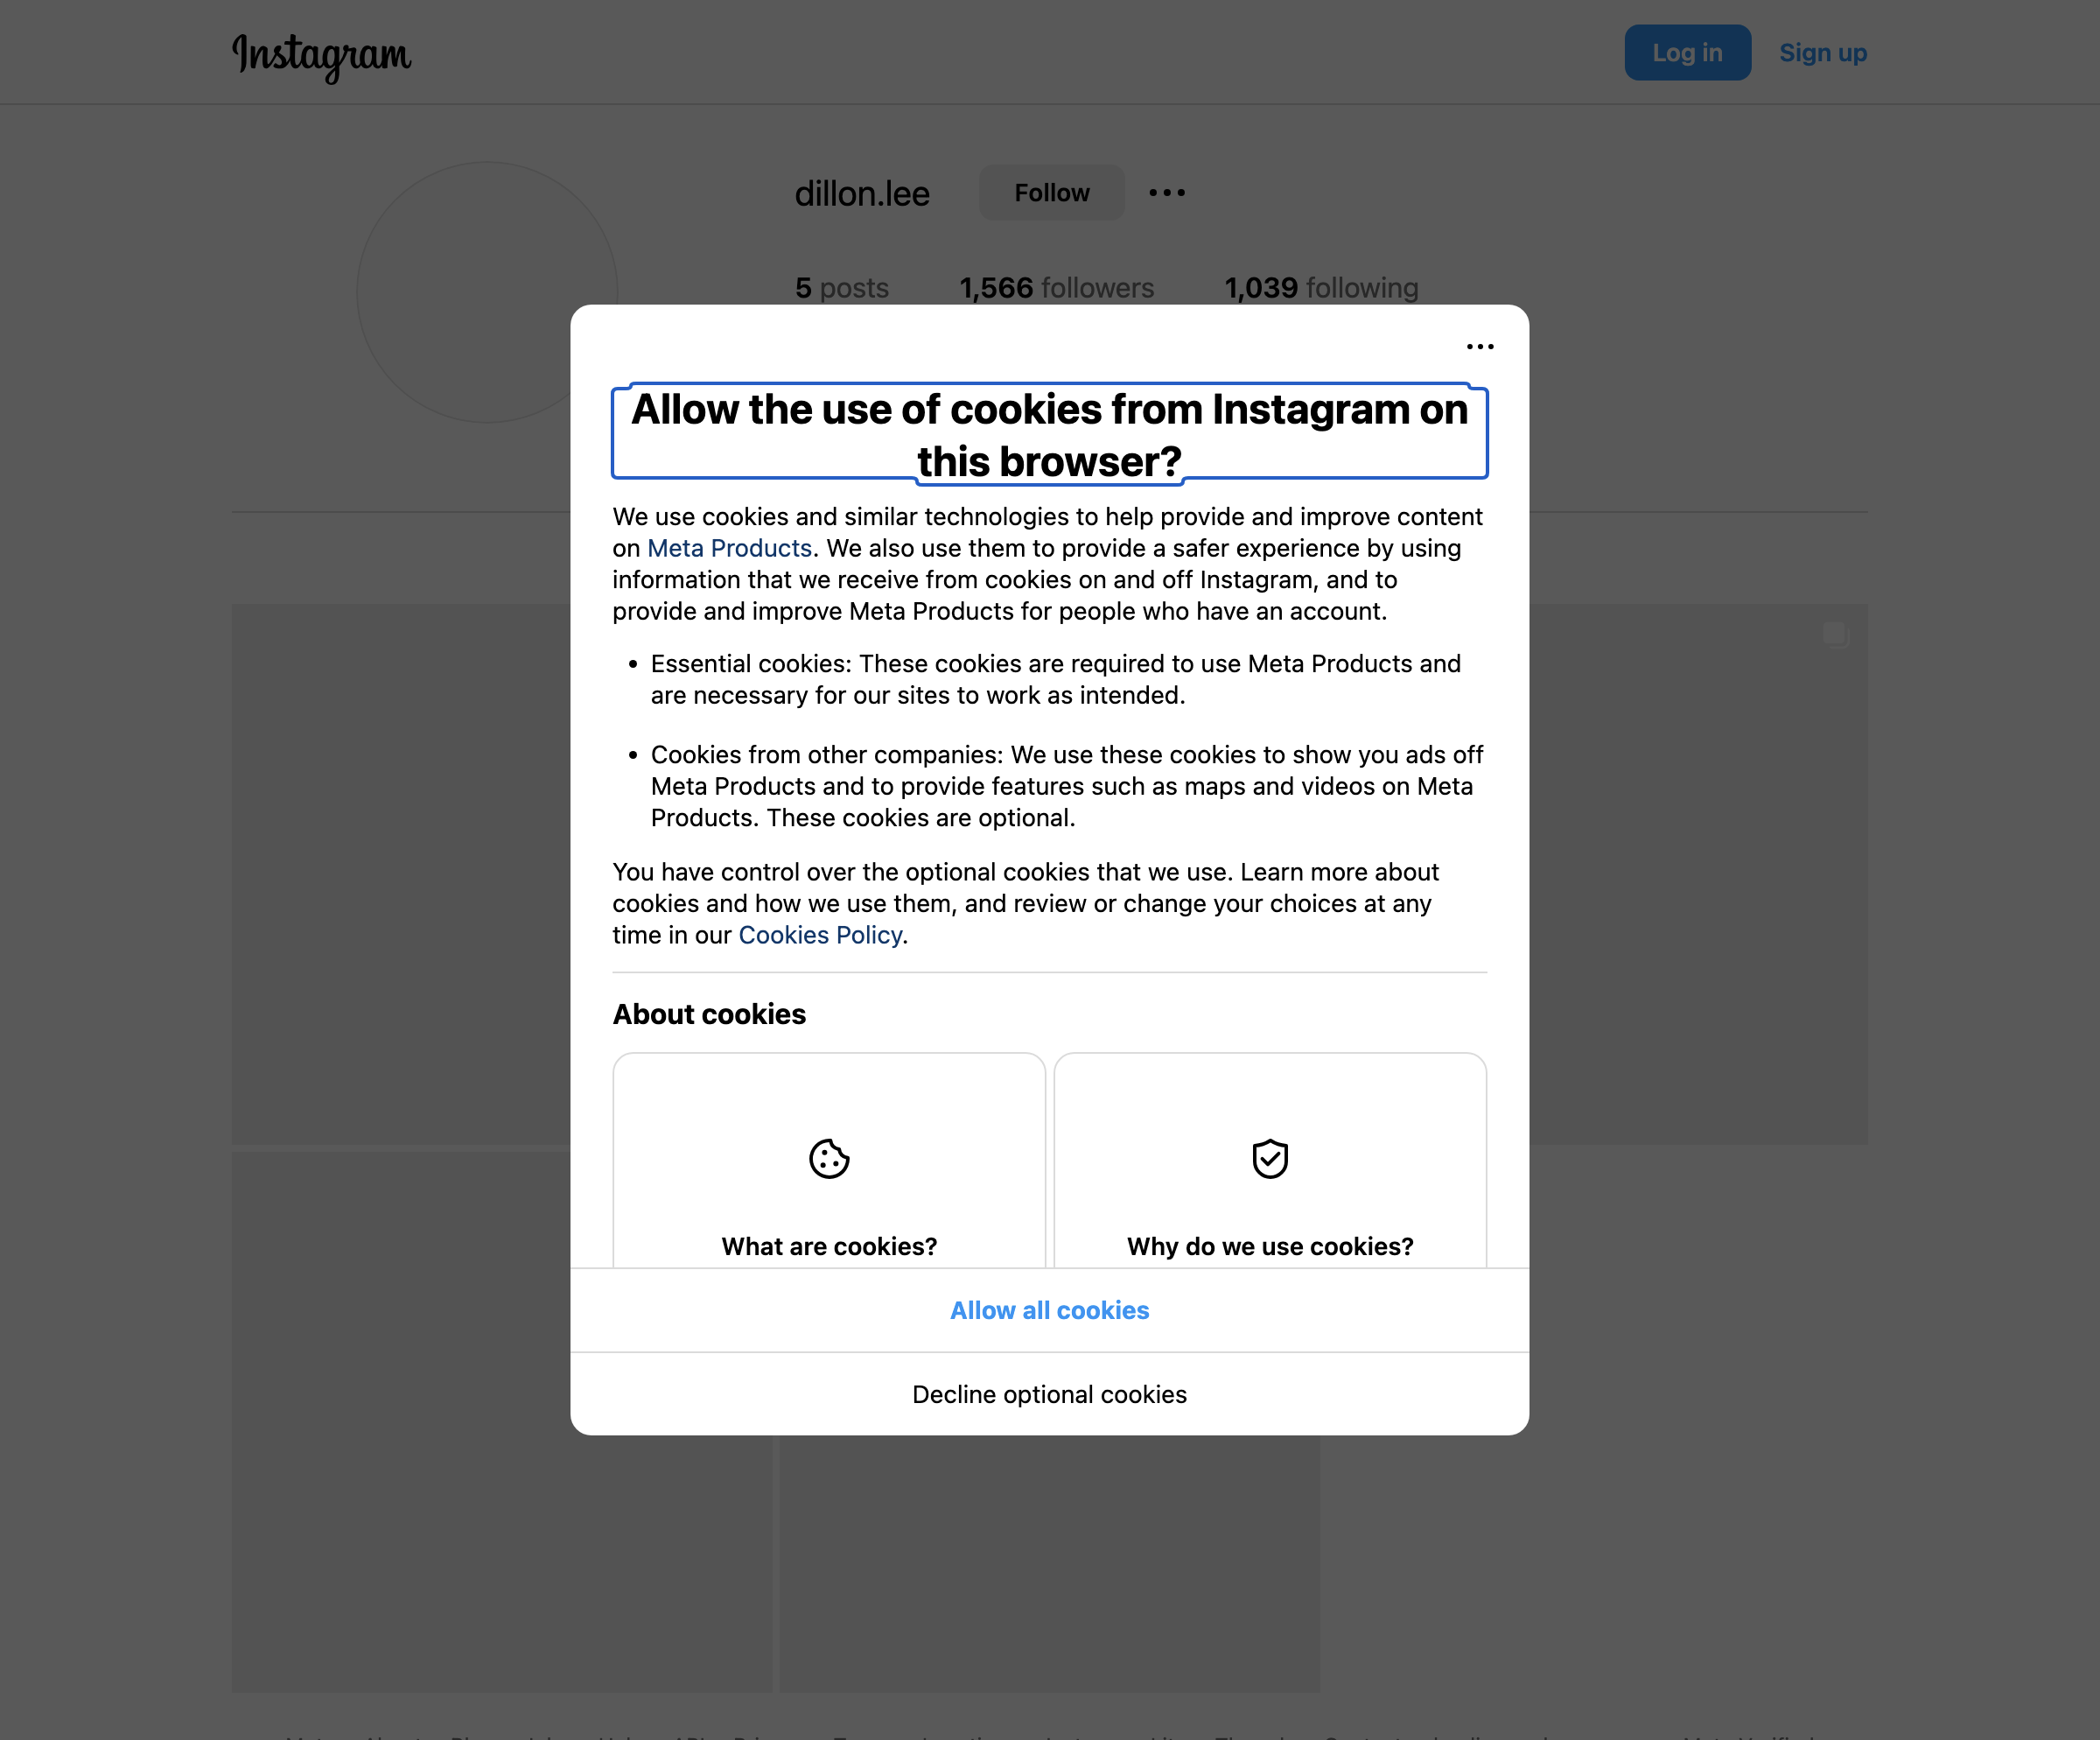 Instagram
Log in
Sign up
dillon.lee
Follow
5 posts
1,566 followers
1,039 following
Allow the use of cookies from Instagram on
this browser?
We use cookies and similar technologies to help provide and improve content
on Meta Products. We also use them to provide a safer experience by using
information that we receive from cookies on and off Instagram, and to
provide and improve Meta Products for people who have an account.
• Essential cookies: These cookies are required to use Meta Products and
are necessary for our sites to work as intended.
• Cookies from other companies: We use these cookies to show you ads off
Meta Products and to provide features such as maps and videos on Meta
Products. These cookies are optional.
You have control over the optional cookies that we use. Learn more about
cookies and how we use them, and review or change your choices at any
time in our Cookies Policy.
About cookies
What are cookies?
Why do we use cookies?
Allow all cookies
Decline optional cookies